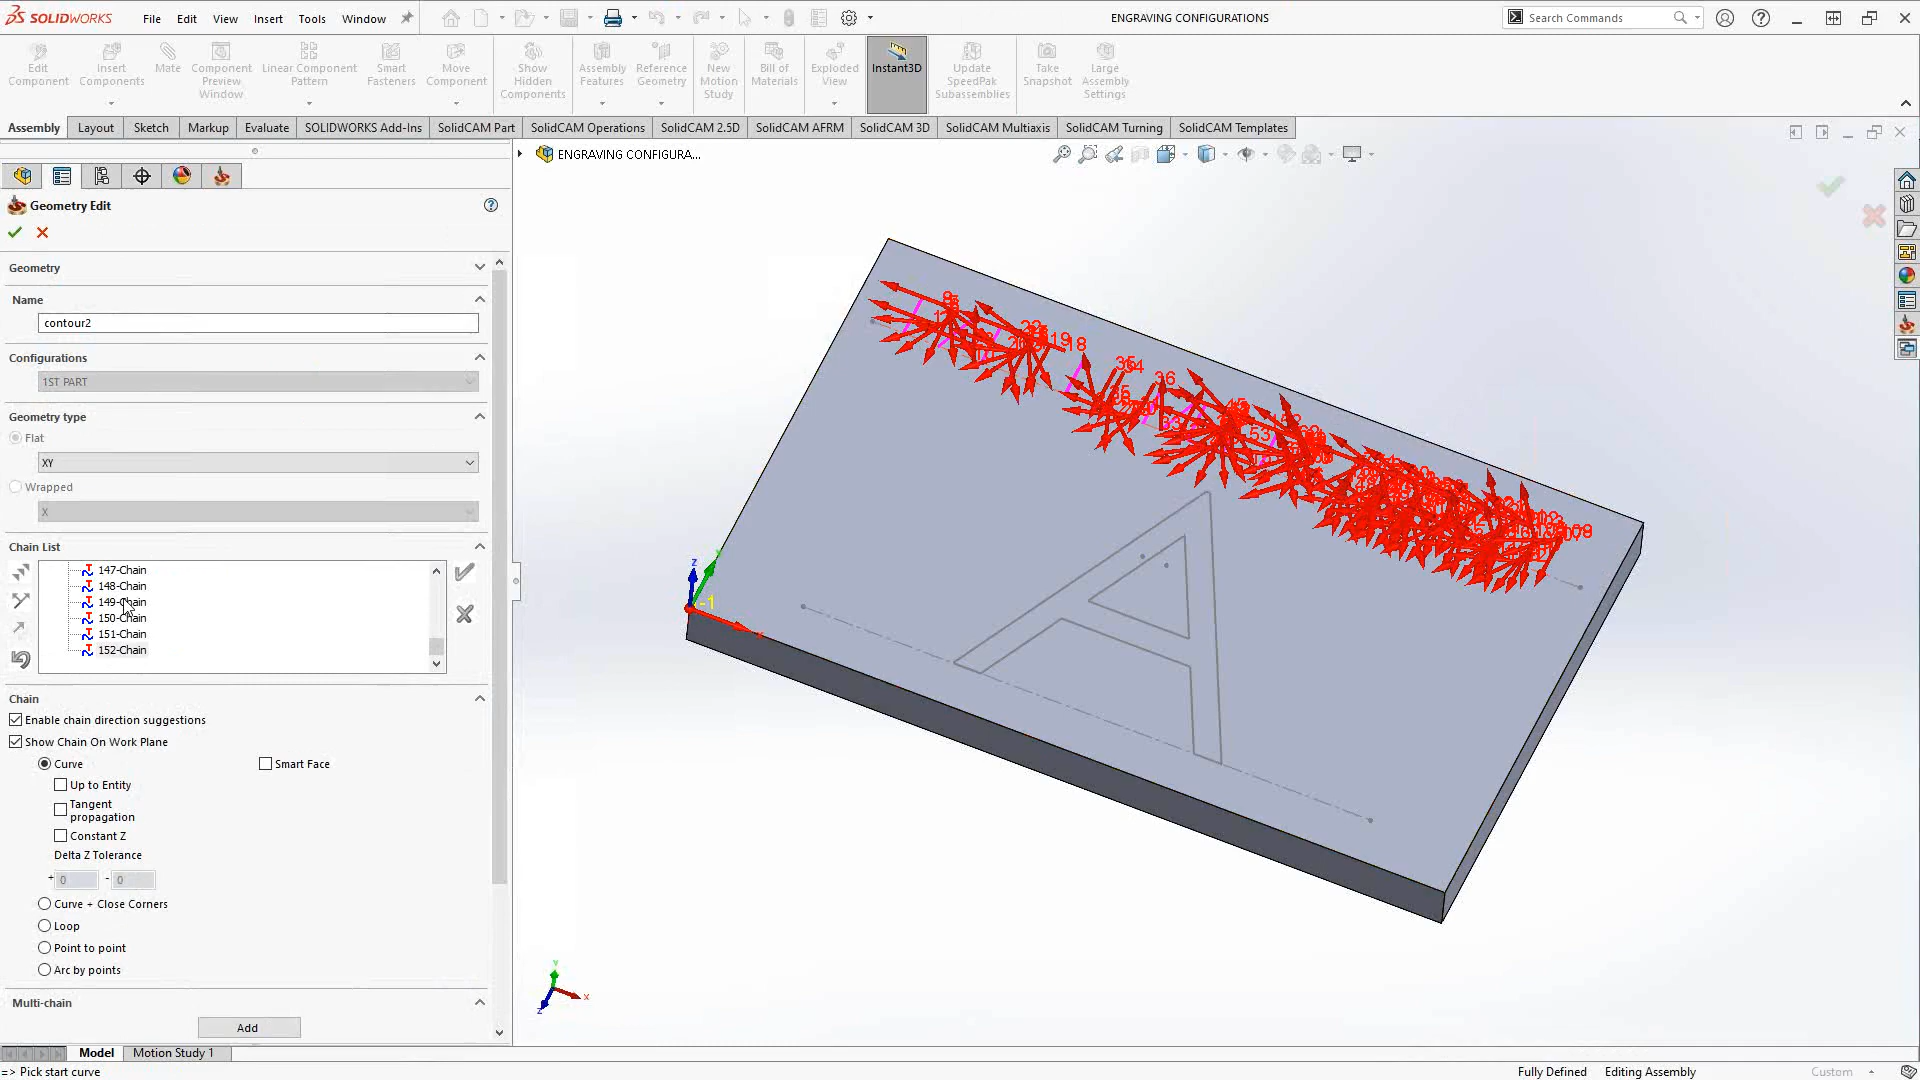 SOLIDWORKS File Edit View Insert Tools Window ENGRAVING CONFIGURATIONS Search Commands
Edit Component Insert Components Mate Component Preview Window Linear Component Pattern Smart Fasteners Move Component Show Hidden Components Assembly Features Reference Geometry New Motion Study Bill of Materials Exploded View Instant3D Update SpeedPak Subassemblies Take Snapshot Large Assembly Settings
Assembly Layout Sketch Markup Evaluate SOLIDWORKS Add-Ins SolidCAM Part SolidCAM Operations SolidCAM 2.5D SolidCAM AFRM SolidCAM 3D SolidCAM Multiaxis SolidCAM Turning SolidCAM Templates
ENGRAVING CONFIGURA...
Geometry Edit
Geometry
Name
contour2
Configurations
1ST PART
Geometry type
Flat
XY
Wrapped
X
Chain List
147-Chain
148-Chain
149-Chain
150-Chain
151-Chain
152-Chain
Chain
Enable chain direction suggestions
Show Chain On Work Plane
Curve Smart Face
Up to Entity
Tangent
propagation
Constant Z
Delta Z Tolerance
+ 0 - 0
Curve + Close Corners
Loop
Point to point
Arc by points
Multi-chain
Add
19
18
36
53
A
z
-1
Y
x
z
Model Motion Study 1
=> Pick start curve Fully Defined Editing Assembly Custom